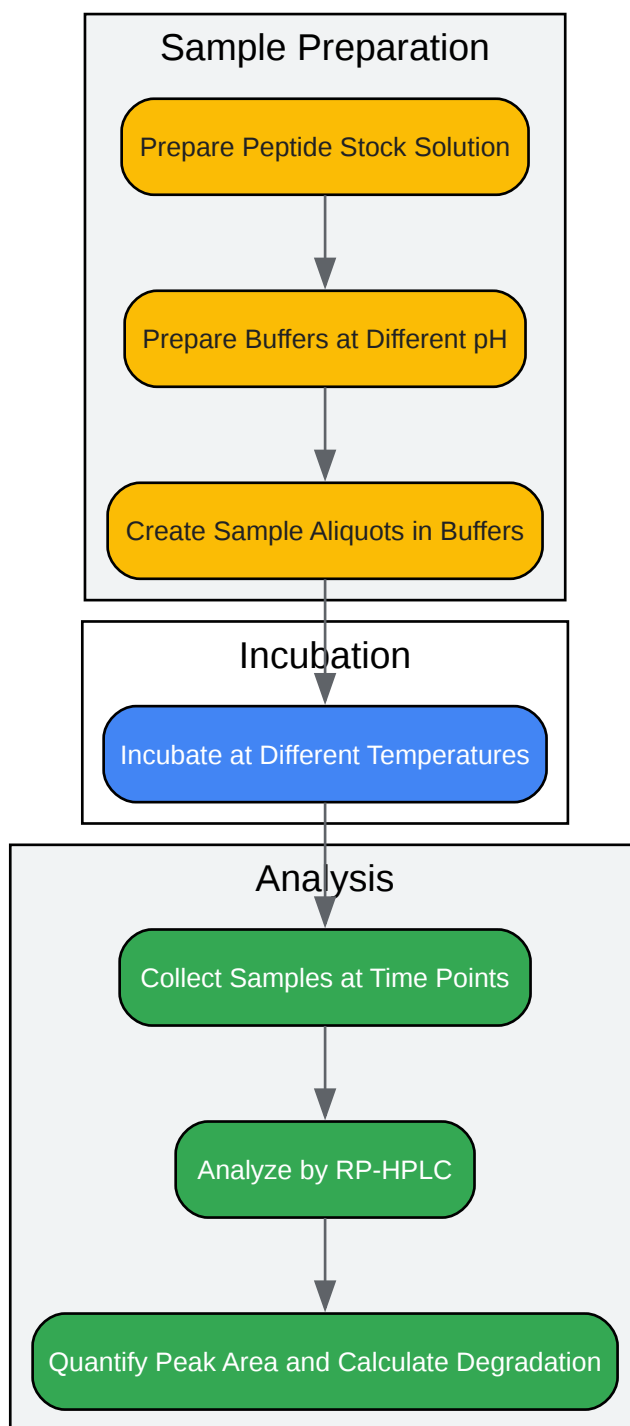 Sample Preparation
Prepare Peptide Stock Solution
Prepare Buffers at Different pH
Create Sample Aliquots in Buffers
Incubation
Incubate at Different Temperatures
Analysis
Collect Samples at Time Points
Analyze by RP-HPLC
Quantify Peak Area and Calculate Degradation